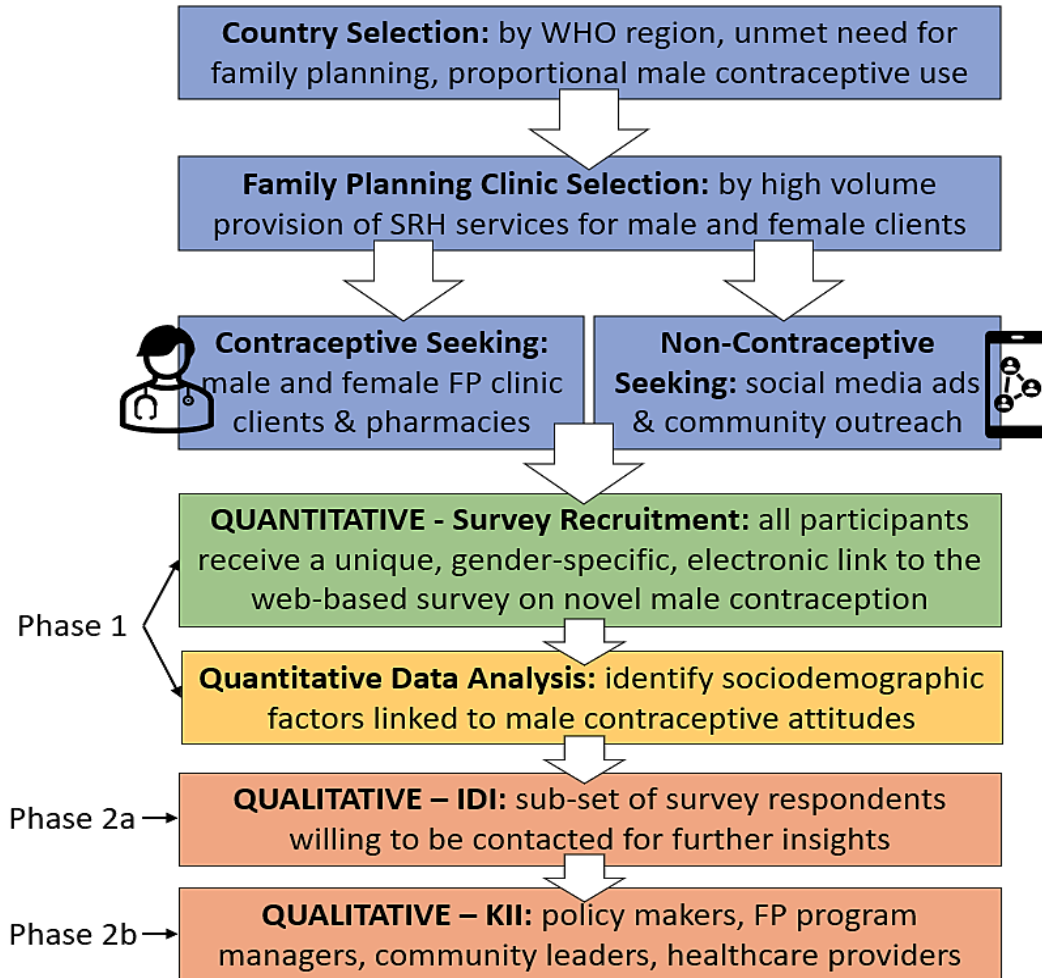 Country Selection: by WHO region, unmet need for
family planning, proportional male contraceptive use
Family Planning Clinic Selection: by high volume
provision of SRH services for male and female clients
Contraceptive Seeking:
male and female FP clinic
clients & pharmacies
Non-Contraceptive
Seeking: social media ads
& community outreach
Phase 1
QUANTITATIVE - Survey Recruitment: all participants
receive a unique, gender-specific, electronic link to the
web-based survey on novel male contraception
Quantitative Data Analysis: identify sociodemographic
factors linked to male contraceptive attitudes
Phase 2a
QUALITATIVE – IDI: sub-set of survey respondents
willing to be contacted for further insights
Phase 2b
QUALITATIVE – KII: policy makers, FP program
managers, community leaders, healthcare providers